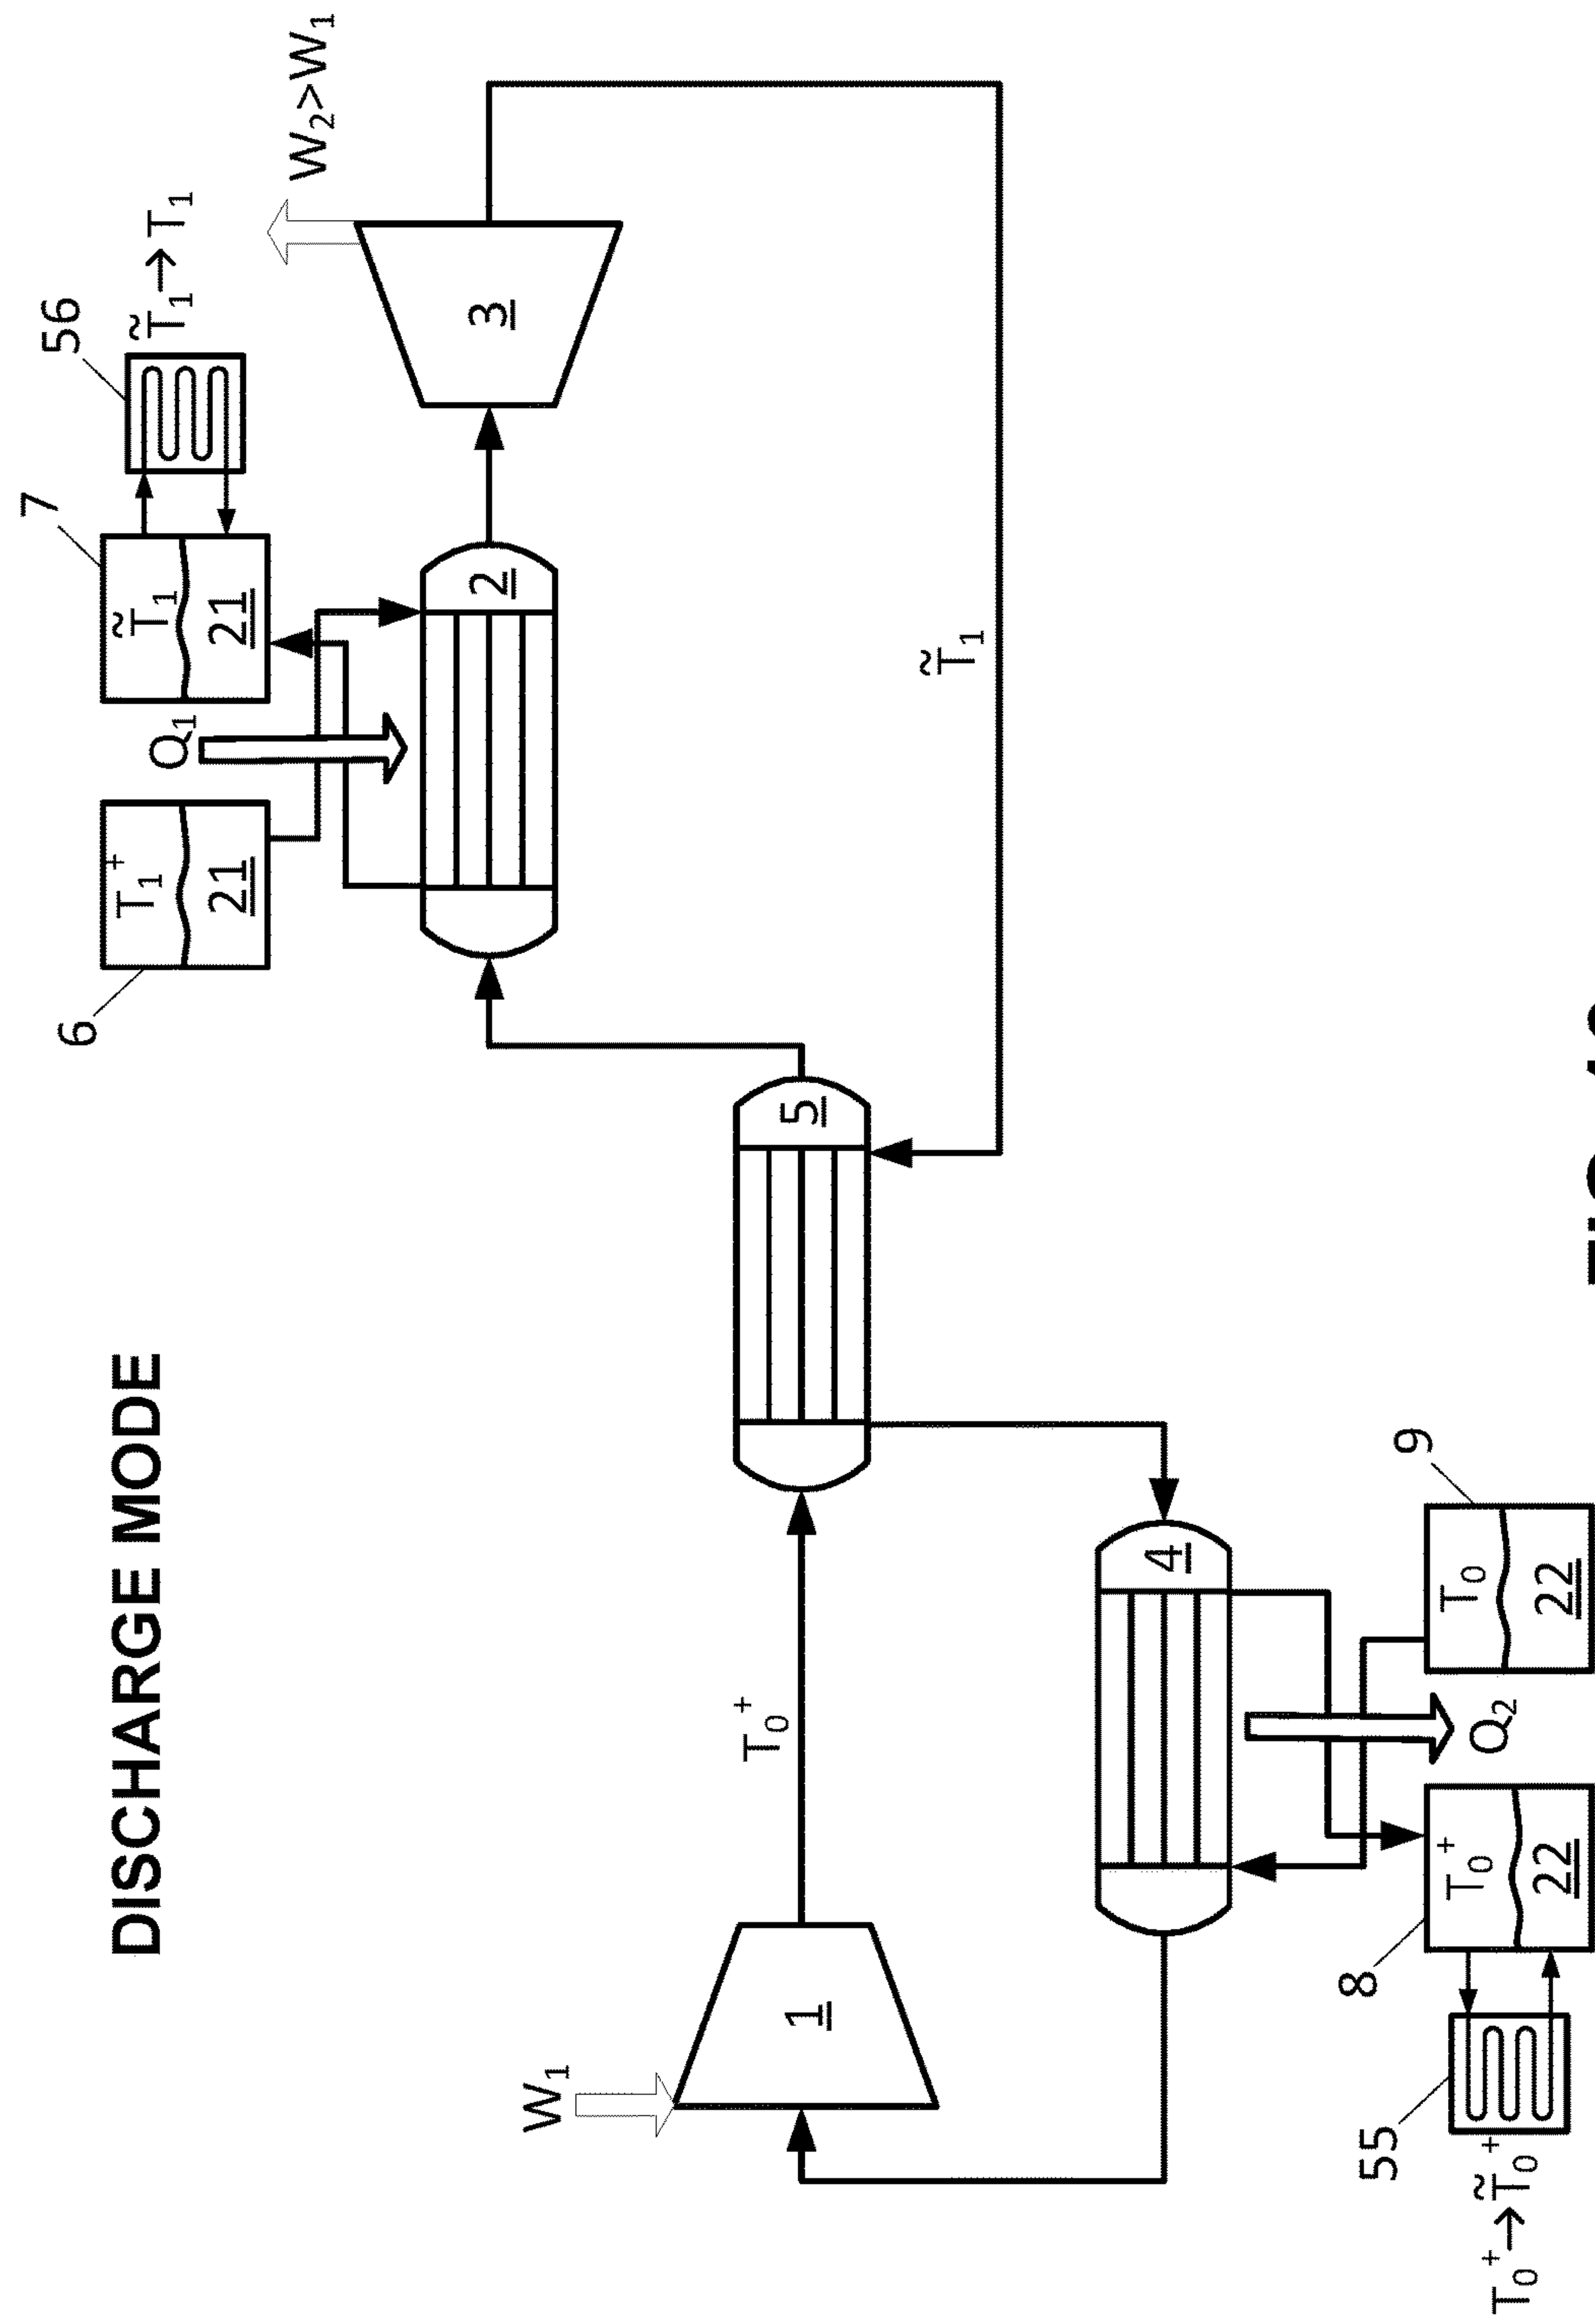 DISCHARGE MODE
6
7
56
T̃₁→T₁
T₁⁺
Q₁
T̃₁
21
21
W₂>W₁
2
3
W₁
T₀⁺
1
5
T̃₁
4
55
8
9
T₀⁺→T̃₀⁺
T₀⁺
Q₂
T₀
22
22